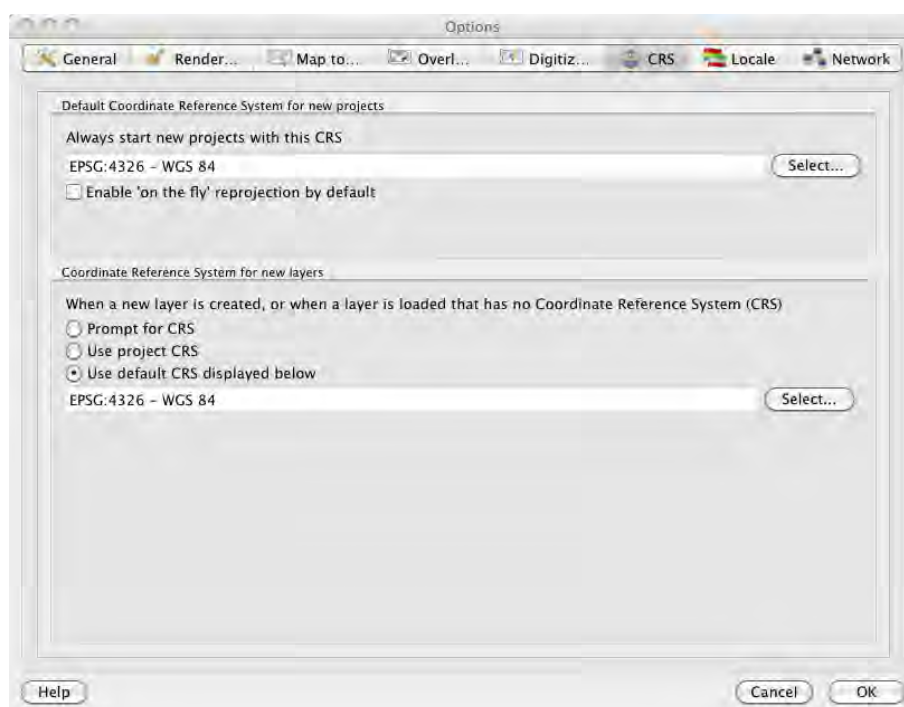 Options
General Render... Map to... Overl... Digitiz... CRS Locale Network
Default Coordinate Reference System for new projects
Always start new projects with this CRS
EPSG:4326 - WGS 84 Select...
Enable 'on the fly' reprojection by default
Coordinate Reference System for new layers
When a new layer is created, or when a layer is loaded that has no Coordinate Reference System (CRS)
Prompt for CRS
Use project CRS
Use default CRS displayed below
EPSG:4326 - WGS 84 Select...
Help Cancel OK